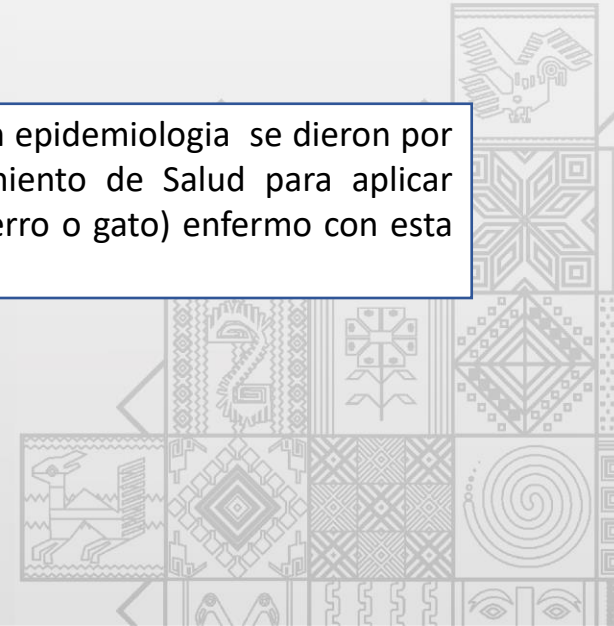 epidemiologia se dieron por
miento de Salud para aplicar
erro o gato) enfermo con esta